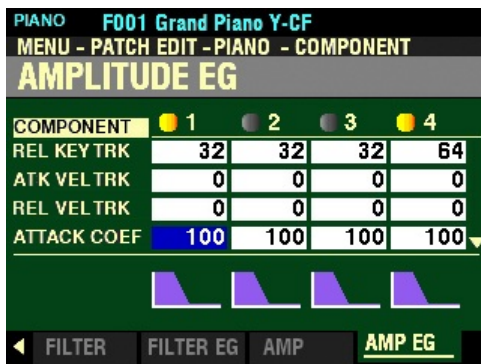 PIANO F001 Grand Piano Y-CF
MENU - PATCH EDIT - PIANO - COMPONENT
AMPLITUDE EG
COMPONENT 1 2 3 4
REL KEY TRK 32 32 32 64
ATK VEL TRK 0 0 0 0
REL VEL TRK 0 0 0 0
ATTACK COEF 100 100 100 100
FILTER FILTER EG AMP AMP EG